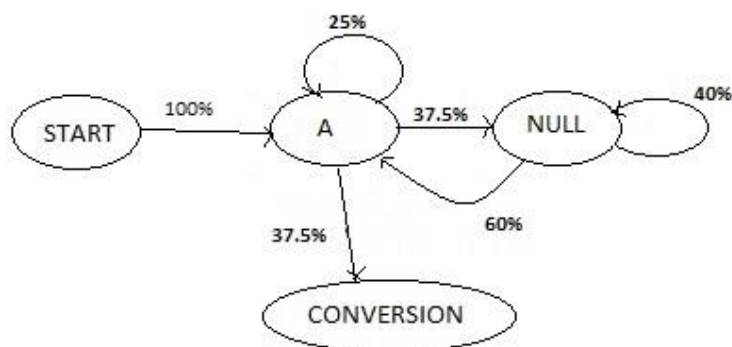 25%
40%
100%
START
A
37.5%
NULL
60%
37.5%
CONVERSION